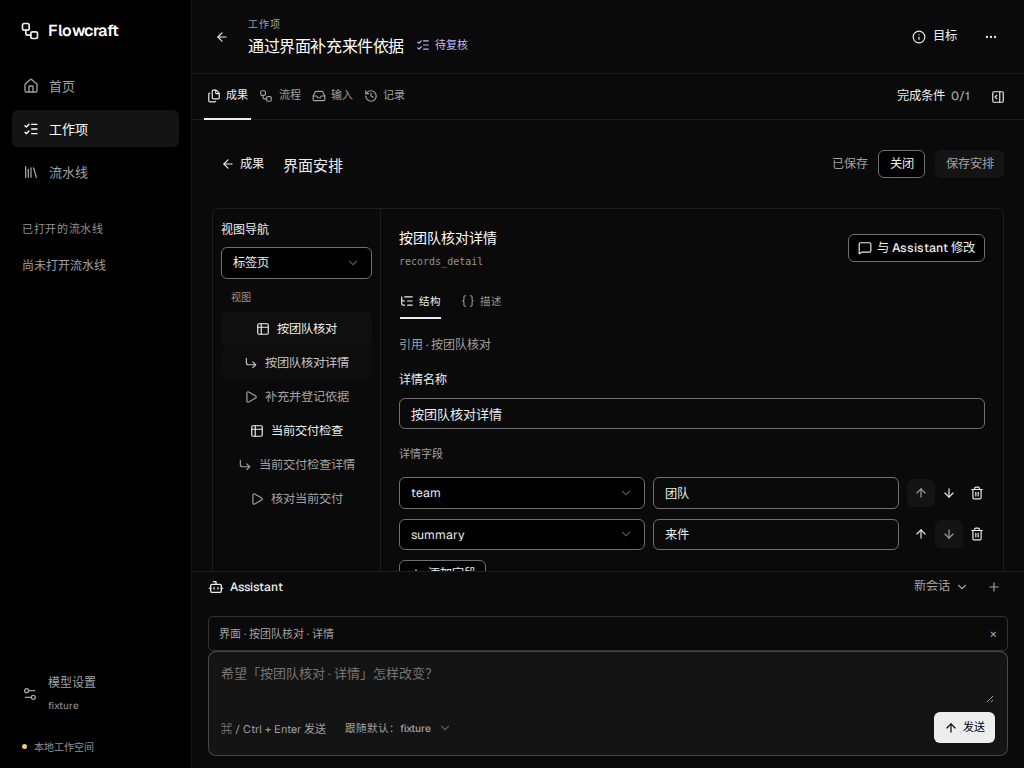 Flowcraft
首页
工作项
流水线
已打开的流水线
尚未打开流水线
模型设置
fixture
本地工作空间
工作项
通过界面补充来件依据
待复核
目标
成果
流程
输入
记录
完成条件 0/1
成果
界面安排
已保存
关闭
保存安排
视图导航
标签页
视图
按团队核对
按团队核对详情
补充并登记依据
当前交付检查
当前交付检查详情
核对当前交付
按团队核对详情
records_detail
与 Assistant 修改
结构
{ } 描述
引用 · 按团队核对
详情名称
按团队核对详情
详情字段
team
团队
summary
来件
添加字段
Assistant
新会话
界面 · 按团队核对 · 详情
×
希望「按团队核对 · 详情」怎样改变？
⌘ / Ctrl + Enter 发送
跟随默认：fixture
发送